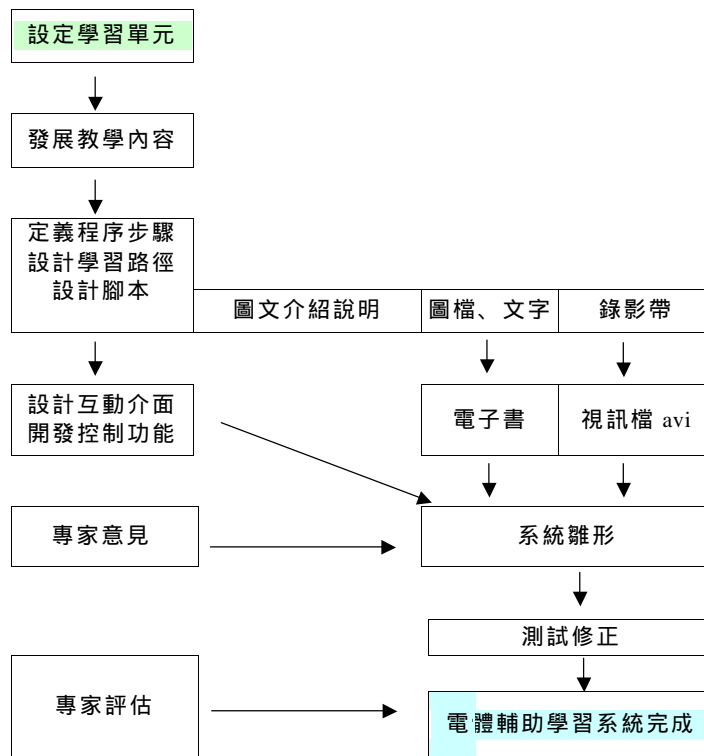 設定學習單元
發展教學內容
定義程序步驟
設計學習路徑
設計腳本
圖文介紹說明
圖檔、文字
錄影帶
設計互動介面
開發控制功能
電子書
視訊檔 avi
專家意見
系統雛形
測試修正
專家評估
電體輔助學習系統完成